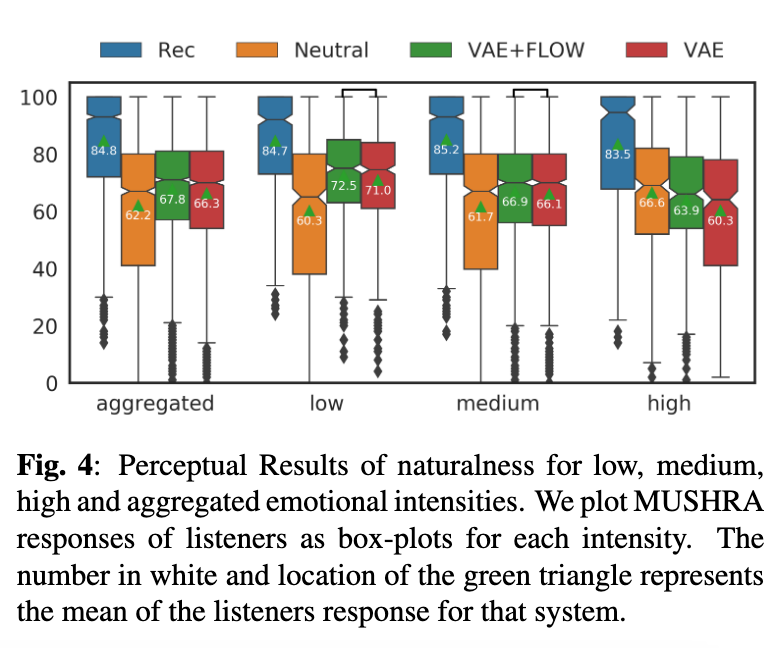 Rec Neutral VAE+FLOW VAE
100
80
60
40
20
0
84.8 62.2 67.8 66.3
84.7 60.3 72.5 71.0
85.2 61.7 66.9 66.1
83.5 66.6 63.9 60.3
aggregated low medium high
Fig. 4: Perceptual Results of naturalness for low, medium,
high and aggregated emotional intensities. We plot MUSHRA
responses of listeners as box-plots for each intensity. The
number in white and location of the green triangle represents
the mean of the listeners response for that system.